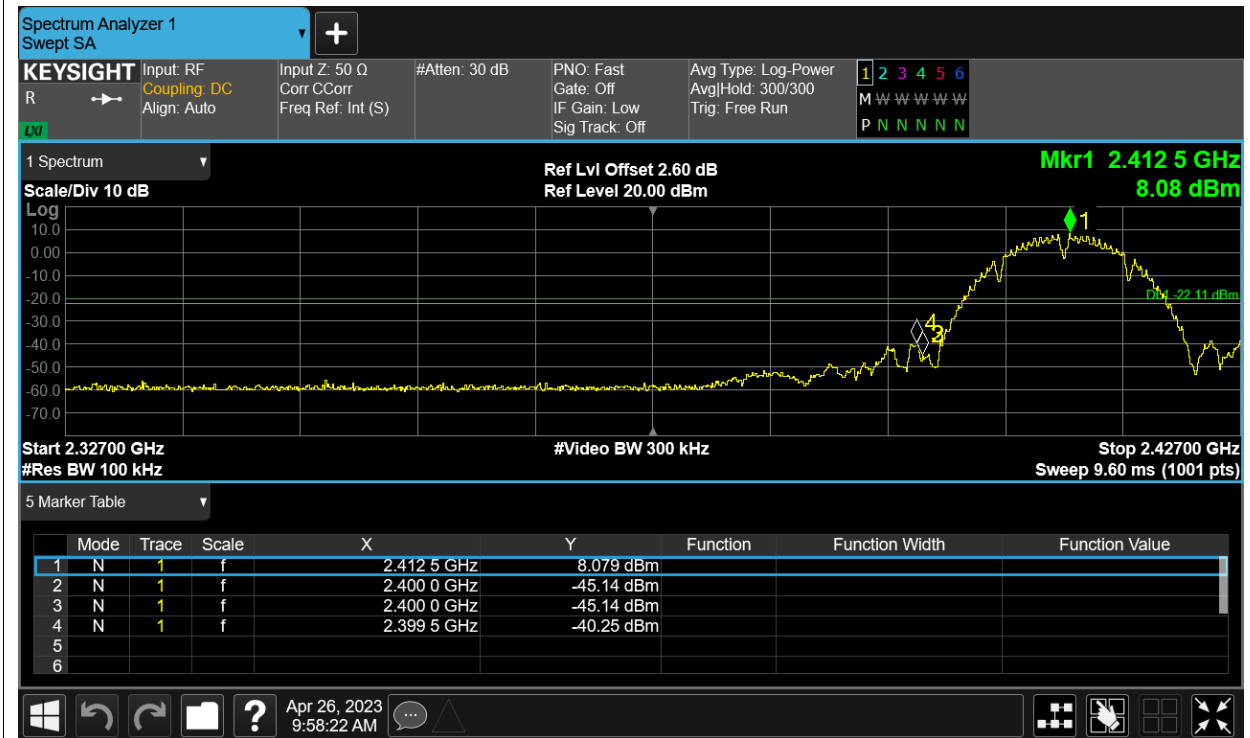 Spectrum Analyzer 1
Swept SA
+
KEYSIGHT Input: RF Input Z: 50 Ω #Atten: 30 dB PNO: Fast Avg Type: Log-Power 1 2 3 4 5 6
R Coupling: DC Corr CCorr Gate: Off Avg|Hold: 300/300 M W W W W W W
Align: Auto Freq Ref: Int (S) IF Gain: Low Trig: Free Run
LXI Sig Track: Off P N N N N N N
1 Spectrum Ref Lvl Offset 2.60 dB Mkr1 2.412 5 GHz
Scale/Div 10 dB Ref Level 20.00 dBm 8.08 dBm
Log
10.0
0.00
-10.0
-20.0
-30.0
-40.0
-50.0
-60.0
-70.0
1
DL1 -22.11 dBm
4
2
Start 2.32700 GHz #Video BW 300 kHz Stop 2.42700 GHz
#Res BW 100 kHz Sweep 9.60 ms (1001 pts)
5 Marker Table
Mode Trace Scale X Y Function Function Width Function Value
1 N 1 f 2.412 5 GHz 8.079 dBm
2 N 1 f 2.400 0 GHz -45.14 dBm
3 N 1 f 2.400 0 GHz -45.14 dBm
4 N 1 f 2.399 5 GHz -40.25 dBm
5
6
? Apr 26, 2023
9:58:22 AM